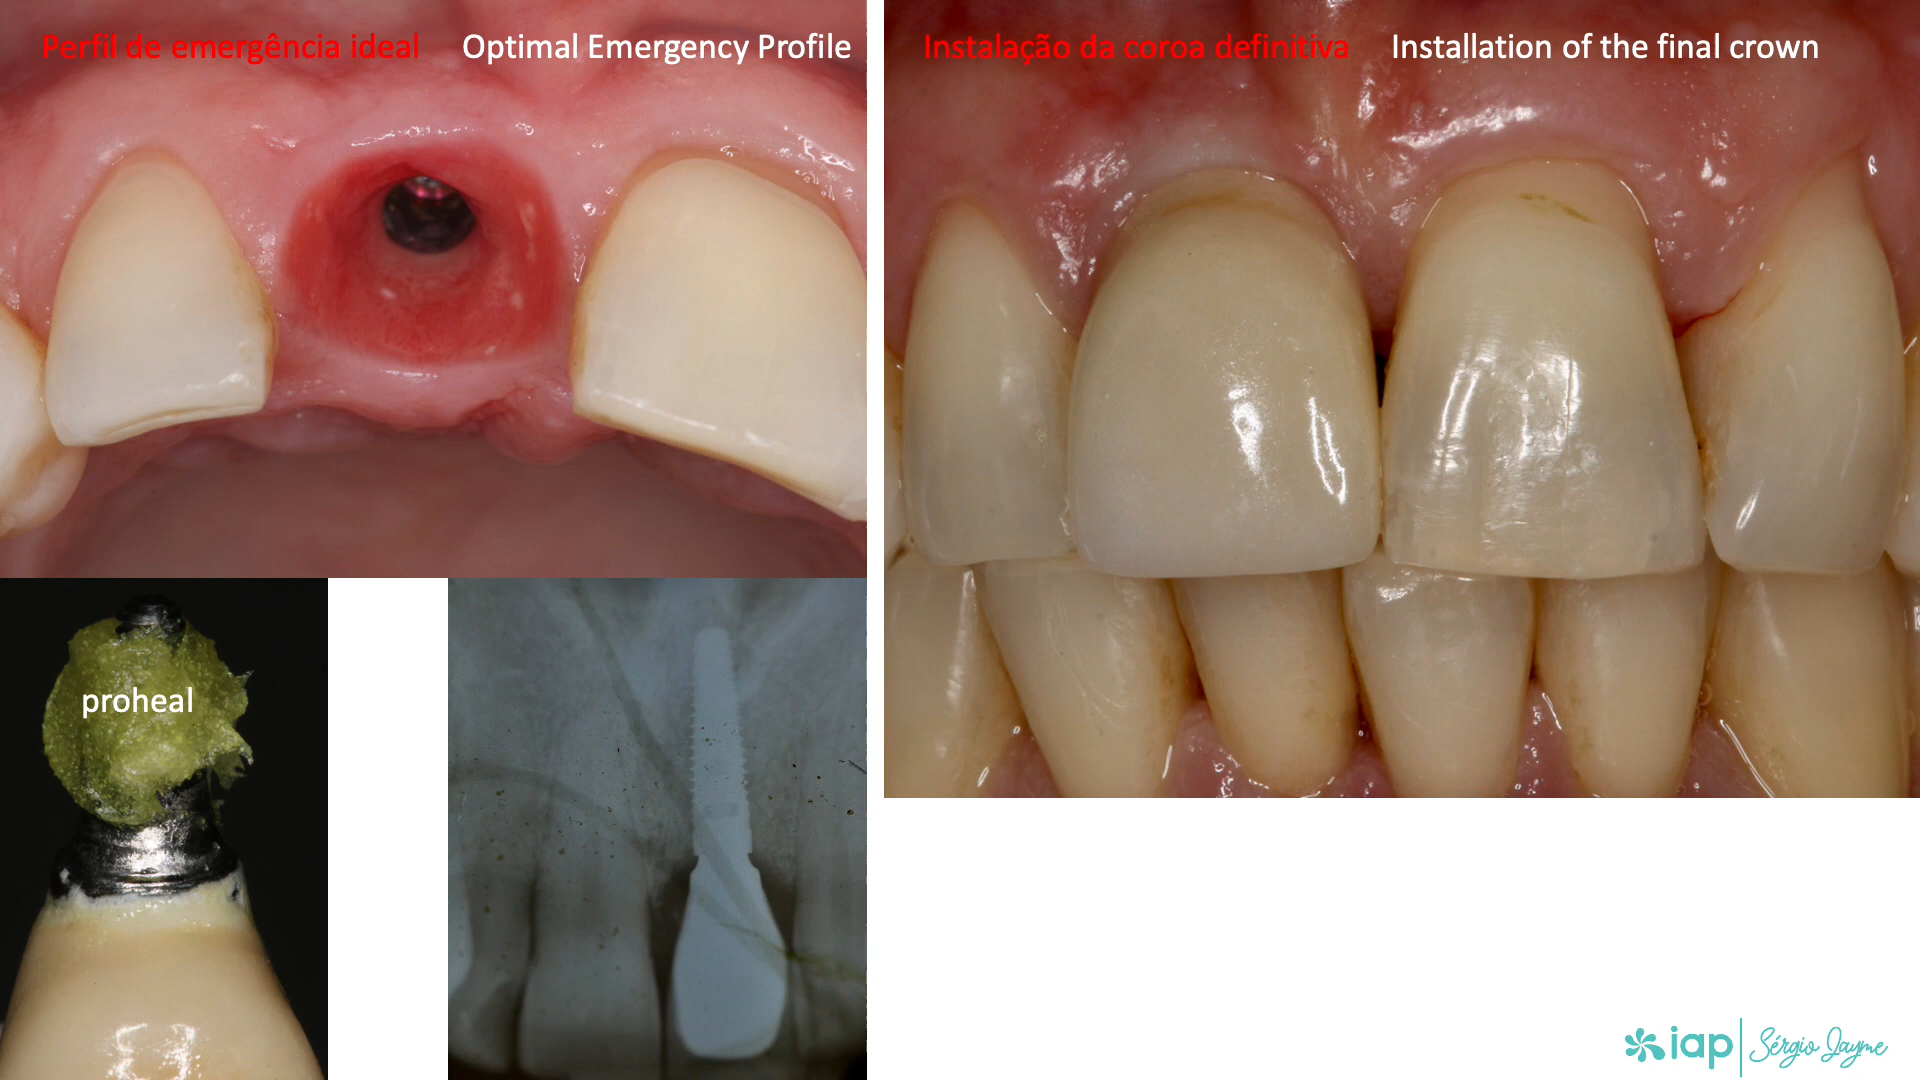 Perfil de emergência ideal Optimal Emergency Profile
Instalação da coroa definitiva Installation of the final crown
proheal
iap Sérgio Jayme